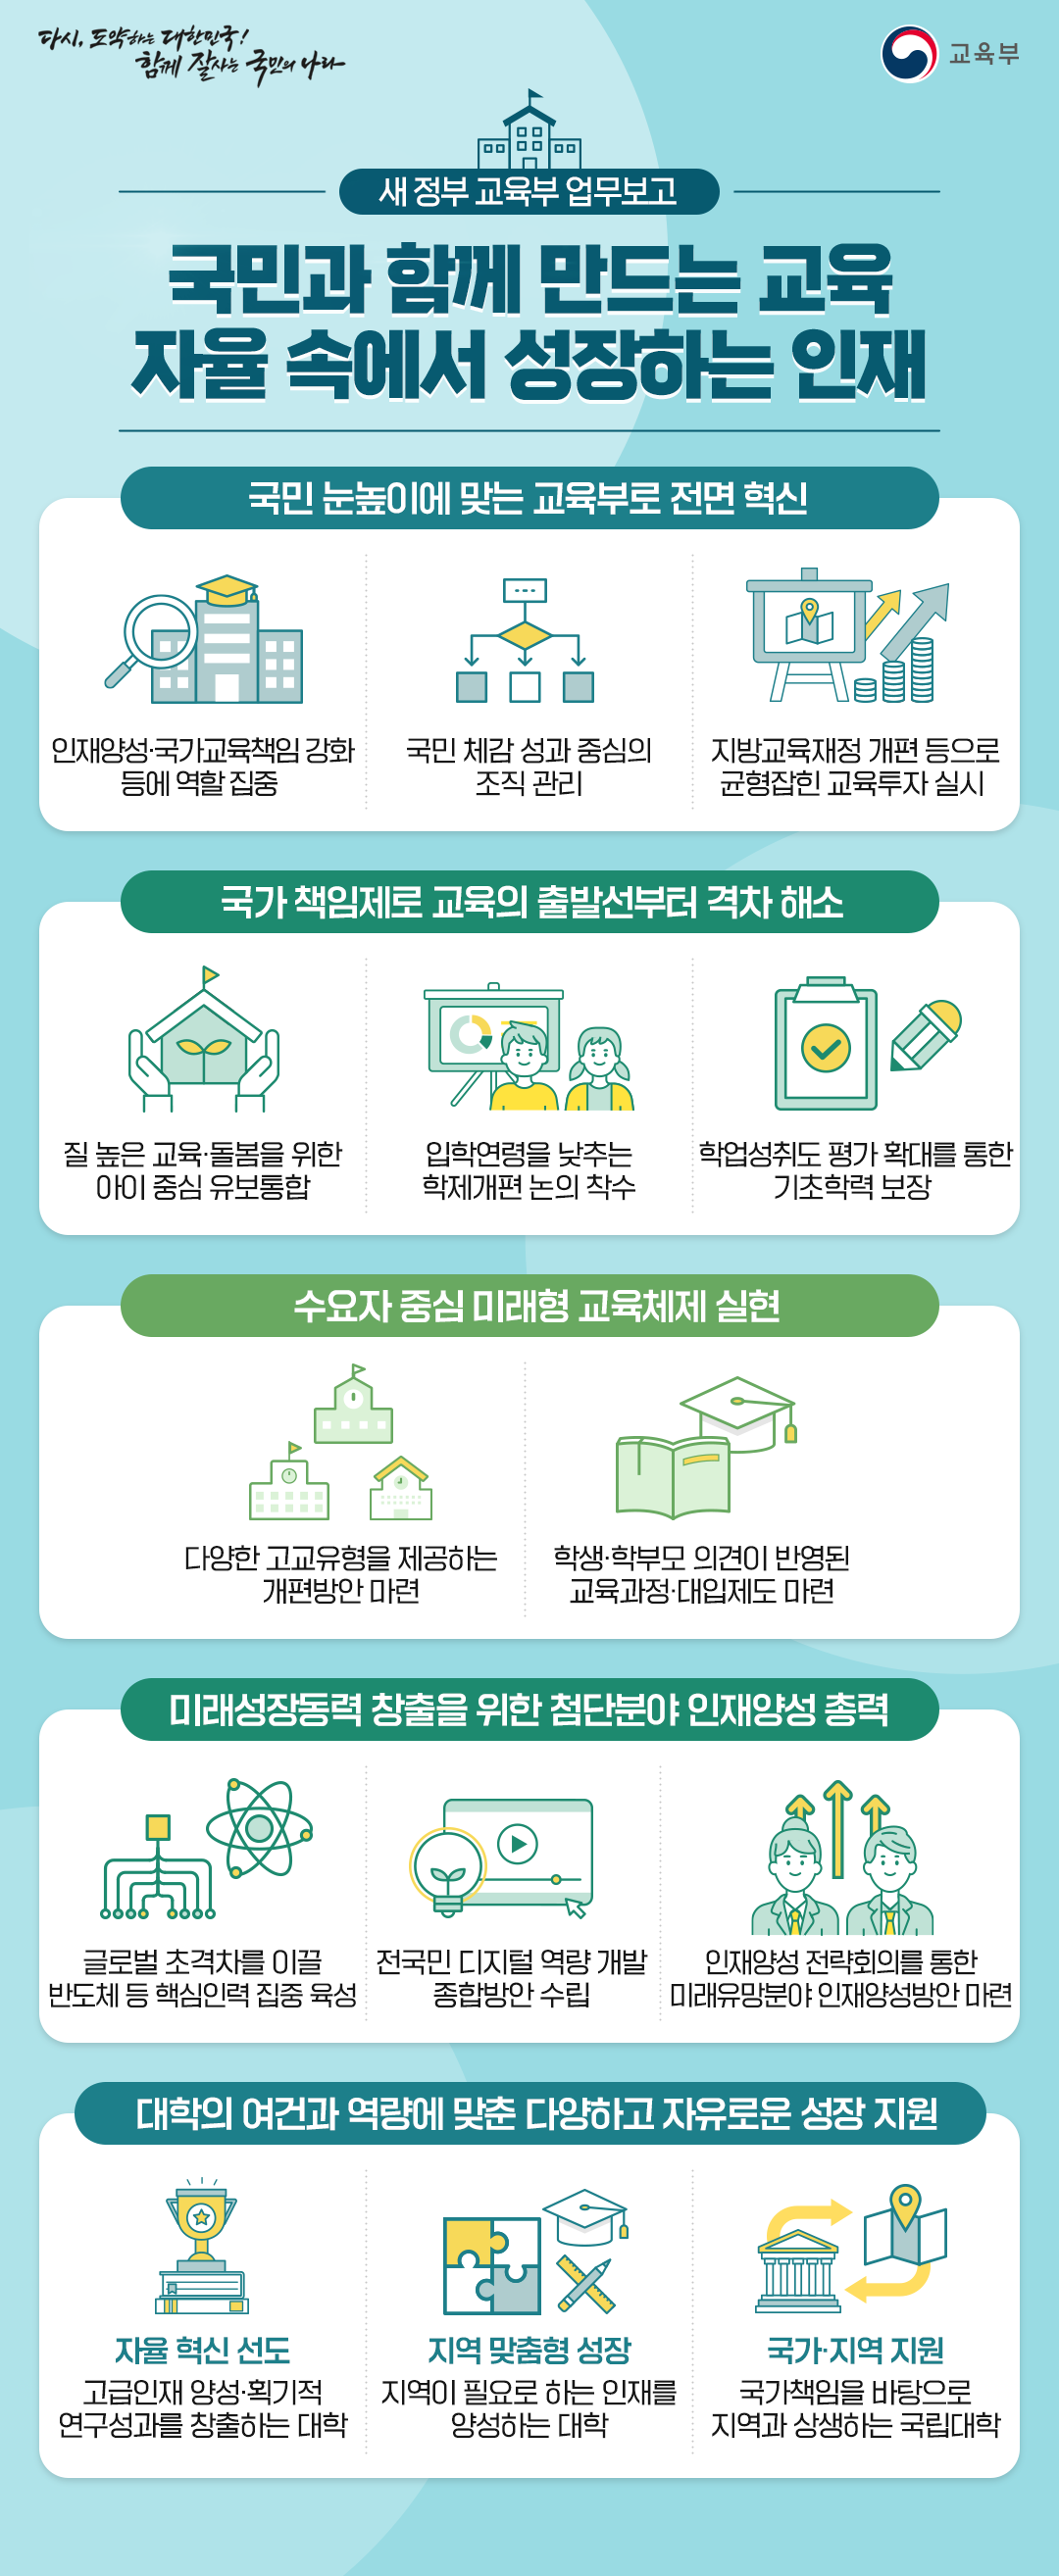 다시, 도약하는 대한민국!
함께 잘사는 국민의 나라
교육부
새 정부 교육부 업무보고
국민과 함께 만드는 교육
자율 속에서 성장하는 인재
국민 눈높이에 맞는 교육부로 전면 혁신
인재양성·국가교육책임 강화
등에 역할 집중
국민 체감 성과 중심의
조직 관리
지방교육재정 개편 등으로
균형잡힌 교육투자 실시
국가 책임제로 교육의 출발선부터 격차 해소
질 높은 교육·돌봄을 위한
아이 중심 유보통합
입학연령을 낮추는
학제개편 논의 착수
학업성취도 평가 확대를 통한
기초학력 보장
수요자 중심 미래형 교육체제 실현
다양한 고교유형을 제공하는
개편방안 마련
학생·학부모 의견이 반영된
교육과정·대입제도 마련
미래성장동력 창출을 위한 첨단분야 인재양성 총력
글로벌 초격차를 이끌
반도체 등 핵심인력 집중 육성
전국민 디지털 역량 개발
종합방안 수립
인재양성 전략회의를 통한
미래유망분야 인재양성방안 마련
대학의 여건과 역량에 맞춘 다양하고 자유로운 성장 지원
자율 혁신 선도
고급인재 양성·획기적
연구성과를 창출하는 대학
지역 맞춤형 성장
지역이 필요로 하는 인재를
양성하는 대학
국가·지역 지원
국가책임을 바탕으로
지역과 상생하는 국립대학